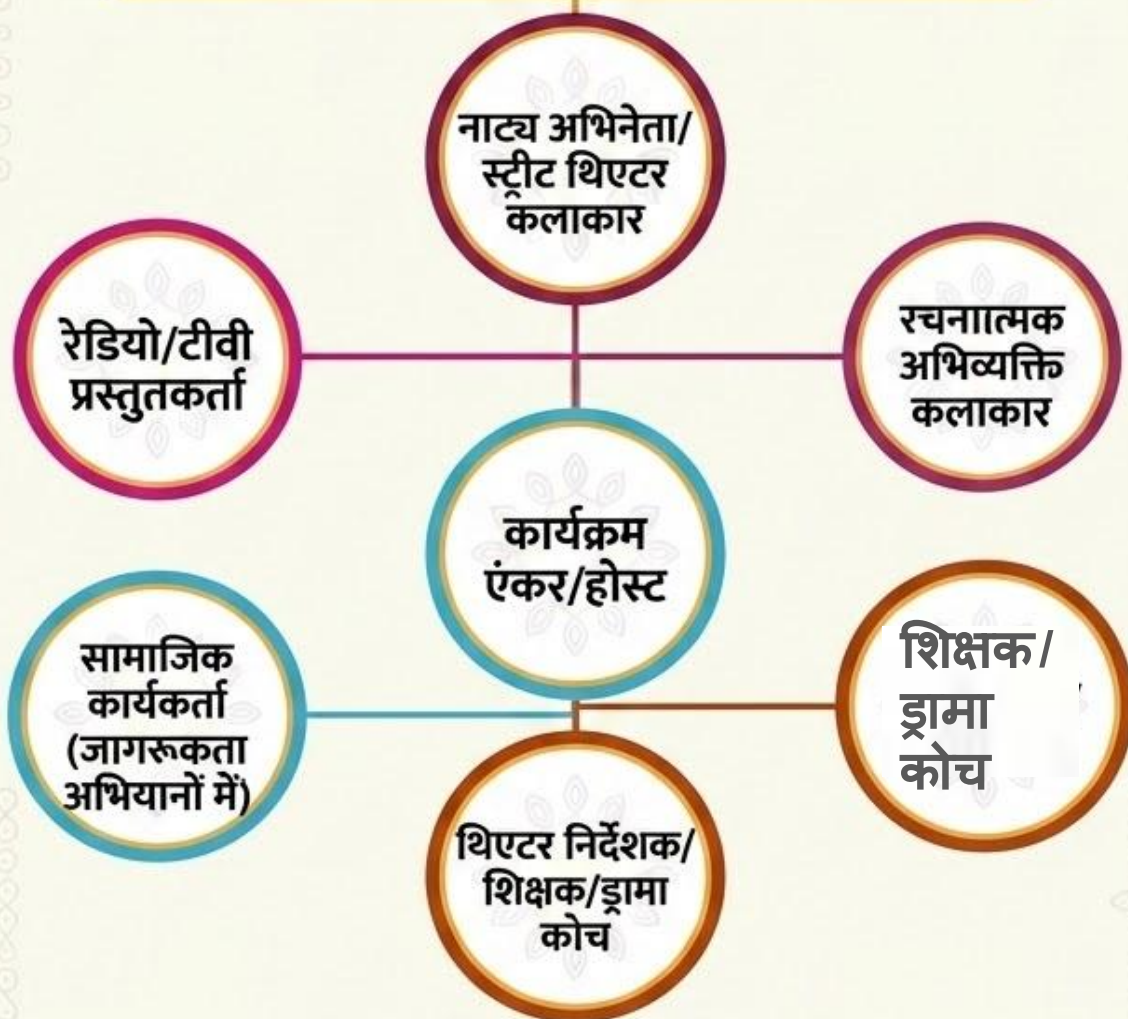 नाट्य अभिनेता/
स्ट्रीट थिएटर
कलाकार
रेडियो/टीवी
प्रस्तुतकर्ता
रचनाात्मक
अभिव्यक्ति
कलाकार
कार्यक्रम
एंकर/होस्ट
सामाजिक
कार्यकर्ता
(जागरूकता
अभियानों में)
शिक्षक/
ड्रामा
कोच
थिएटर निर्देशक/
शिक्षक/ड्रामा
कोच